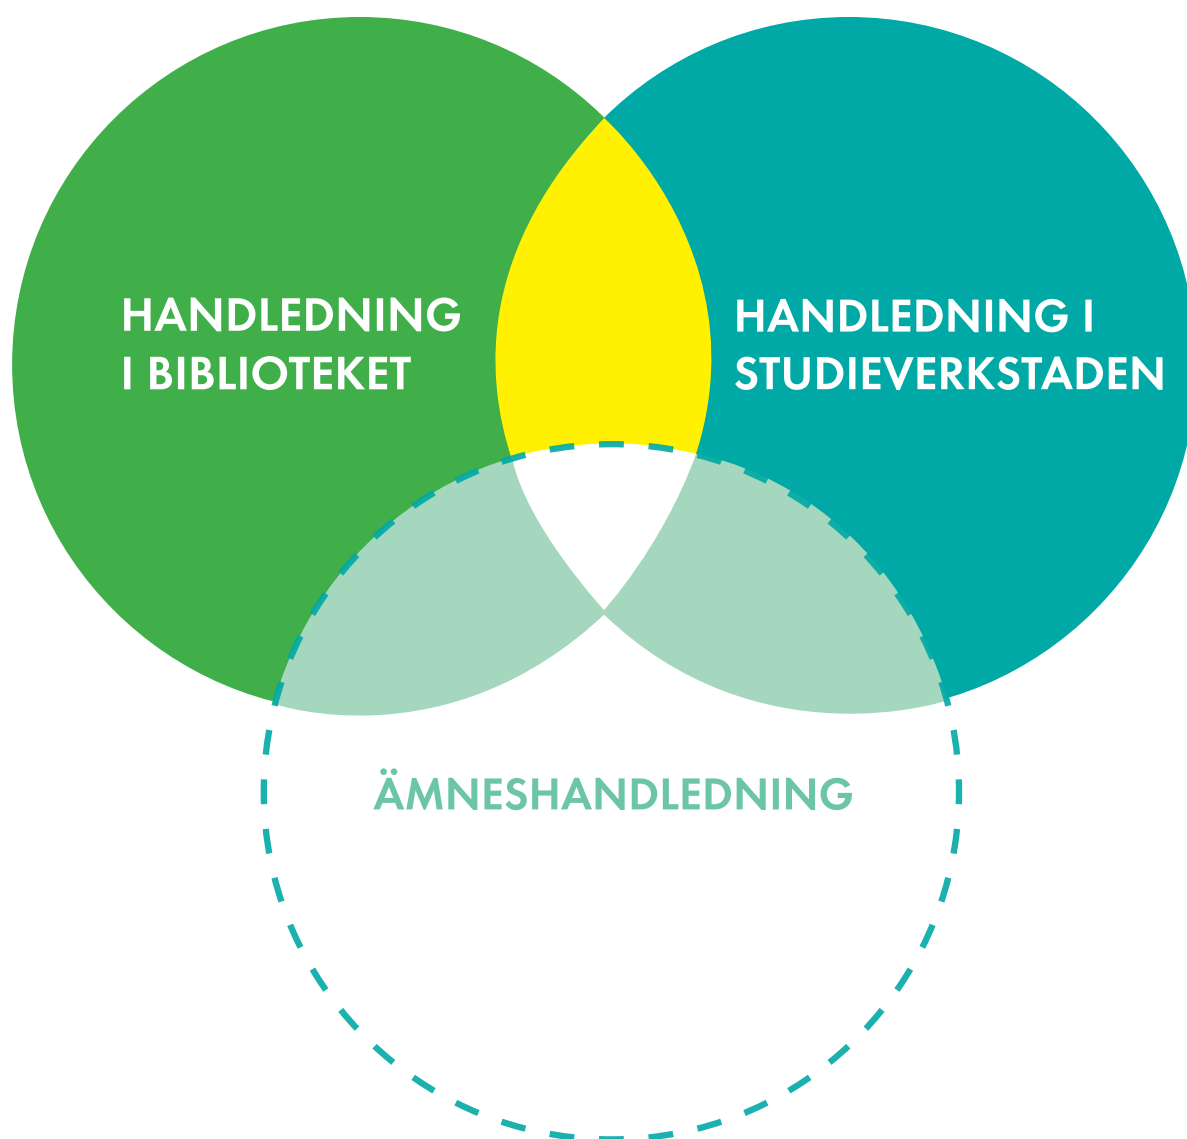 HANDLEDNING
I BIBLIOTEKET
HANDLEDNING I
STUDIEVERKSTADEN
ÄMNESHANDLEDNING